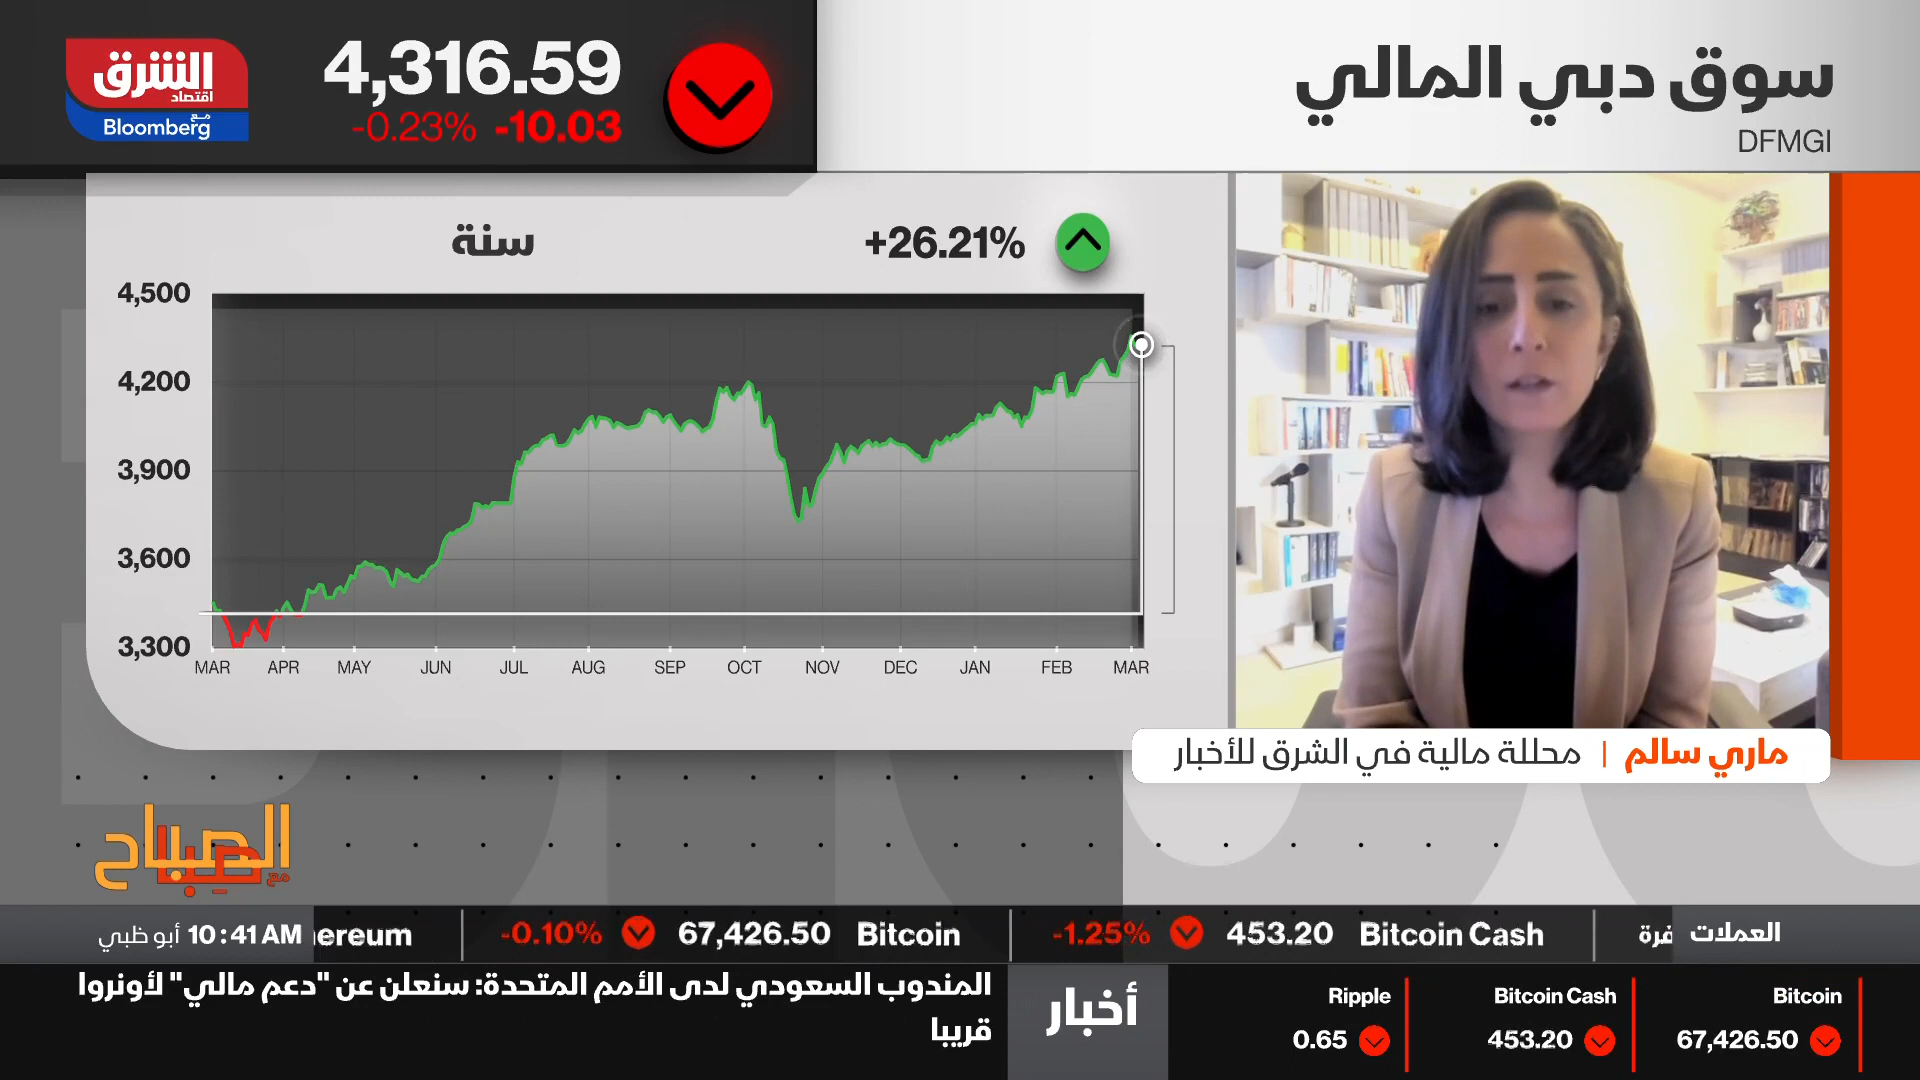 الشرق
اقتصاد
مع
Bloomberg
4,316.59
-0.23% -10.03
سوق دبي المالي
DFMGI
سنة
+26.21%
4,500
4,200
3,900
3,600
3,300
MAR APR MAY JUN JUL AUG SEP OCT NOV DEC JAN FEB MAR
ماري سالم | محللة مالية في الشرق للأخبار
الصباح
مع صبا
العملات
Bitcoin Cash 453.20 -1.25%
Bitcoin 67,426.50 -0.10%
ereum
10:41 AM أبو ظبي
Bitcoin
67,426.50
Bitcoin Cash
453.20
Ripple
0.65
أخبار
المندوب السعودي لدى الأمم المتحدة: سنعلن عن "دعم مالي" لأونروا
قريبا